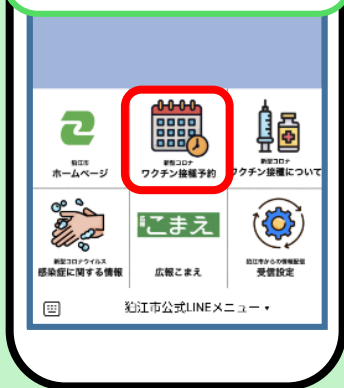 狛江市
ホームページ
新型コロナ
ワクチン接種予約
新型コロナ
ワクチン接種について
新型コロナウイルス
感染症に関する情報
広報
こまえ
広報こまえ
狛江市からの情報配信
受信設定
狛江市公式LINEメニュー